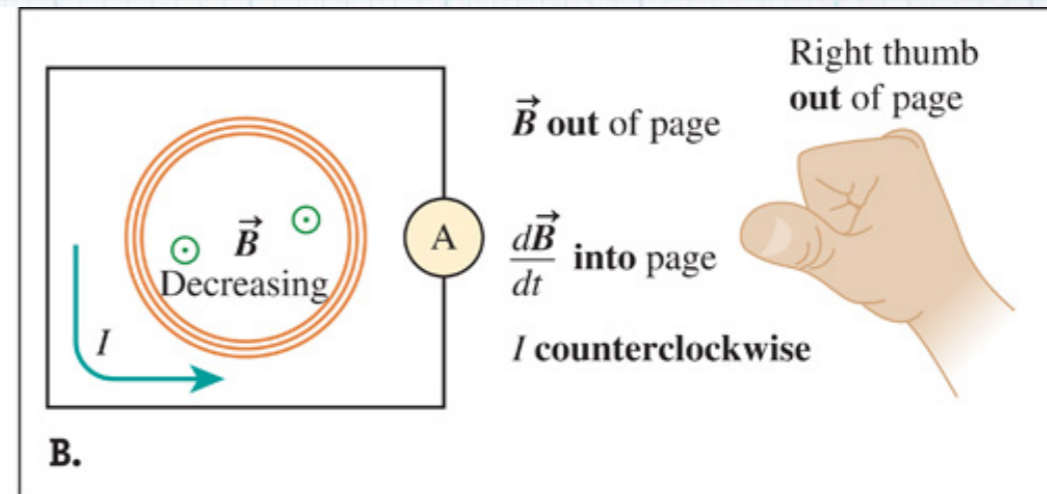 Right thumb
out of page
B⃗ out of page
B⃗
Decreasing
A
dB⃗
dt
into page
I
I counterclockwise
B.